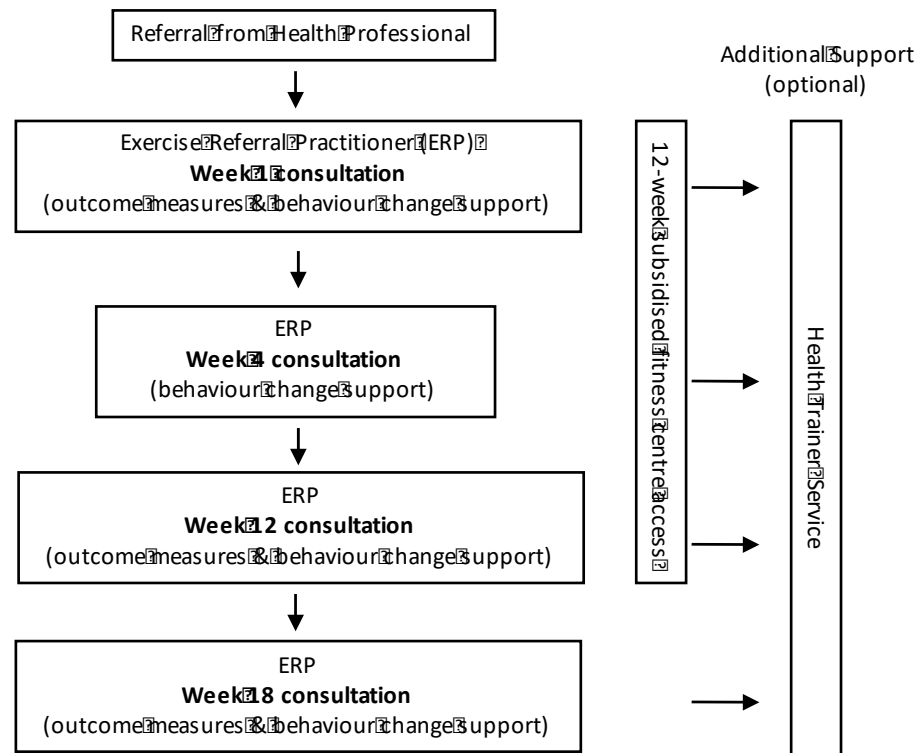 Referral from Health Professional
Additional Support
(optional)
Exercise Referral Practitioner (ERP)
Week 1 consultation
(outcome measures & behaviour change support)
ERP
Week 4 consultation
(behaviour change support)
ERP
Week 12 consultation
(outcome measures & behaviour change support)
ERP
Week 18 consultation
(outcome measures & behaviour change support)
12-week subsidised fitness centre access
Health Trainer Service